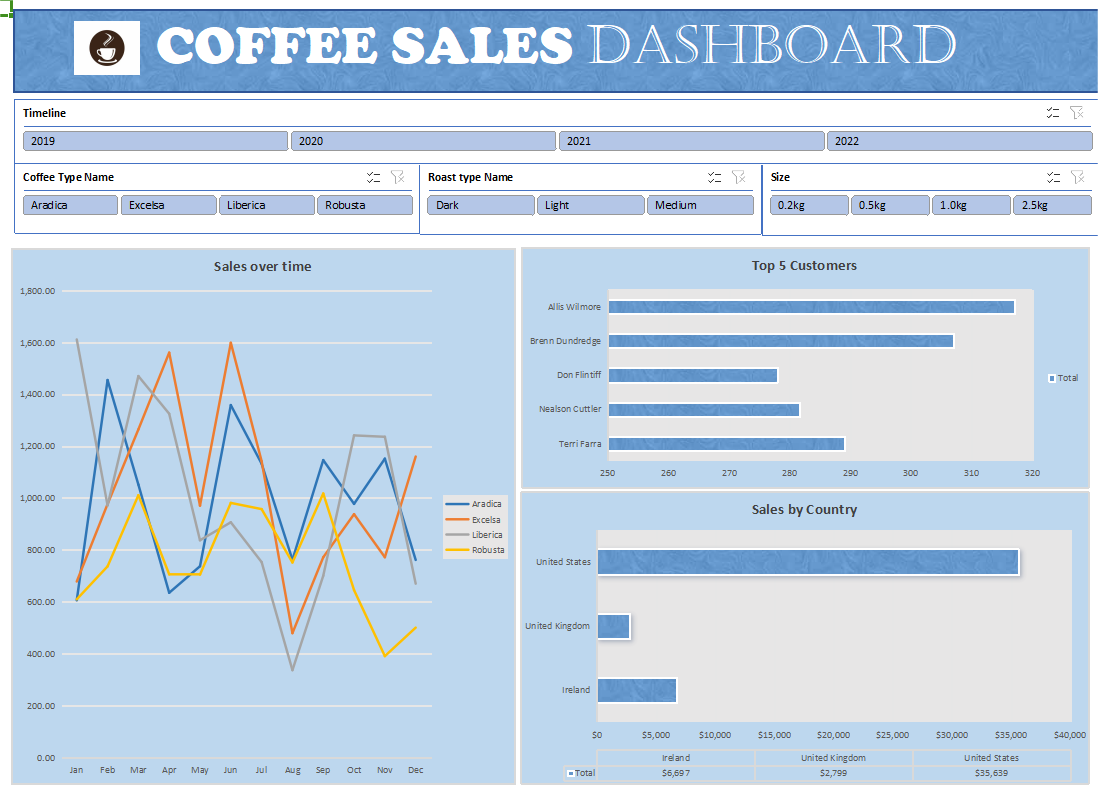 COFFEE SALES DASHBOARD
Timeline
2019 2020 2021 2022
Coffee Type Name
Aradica Excelsa Liberica Robusta
Roast type Name
Dark Light Medium
Size
0.2kg 0.5kg 1.0kg 2.5kg
Sales over time
1,800.00
1,600.00
1,400.00
1,200.00
1,000.00
800.00
600.00
400.00
200.00
0.00
Jan Feb Mar Apr May Jun Jul Aug Sep Oct Nov Dec
Aradica
Excelsa
Liberica
Robusta
Top 5 Customers
Allis Wilmore
Brenn Dundredge
Don Flintiff
Nealson Cuttler
Terri Farra
250 260 270 280 290 300 310 320
Total
Sales by Country
United States
United Kingdom
Ireland
$0 $5,000 $10,000 $15,000 $20,000 $25,000 $30,000 $35,000 $40,000
Ireland United Kingdom United States
Total $6,697 $2,799 $35,639